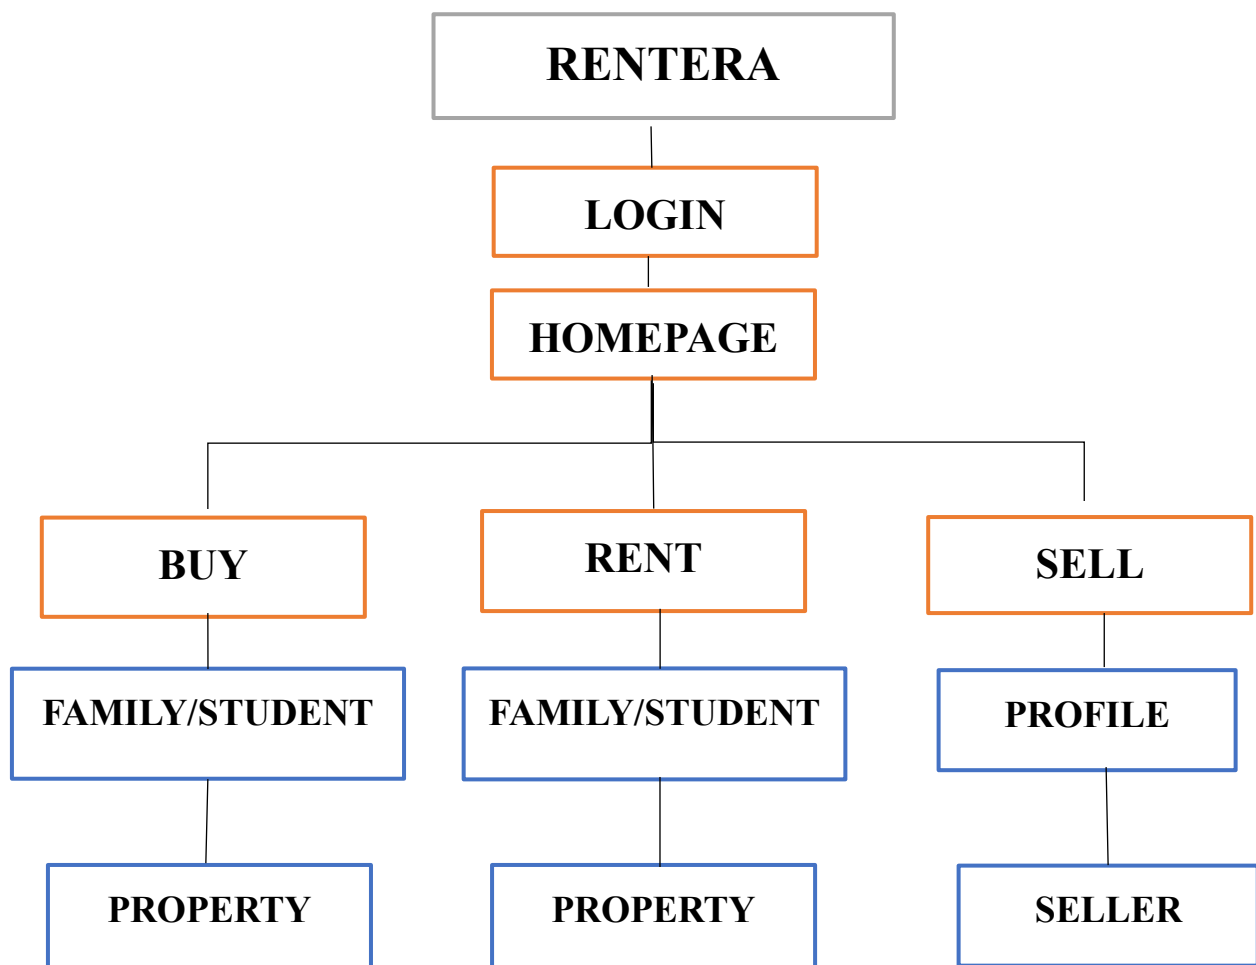 RENTERA
LOGIN
HOMEPAGE
BUY
RENT
SELL
FAMILY/STUDENT
FAMILY/STUDENT
PROFILE
PROPERTY
PROPERTY
SELLER